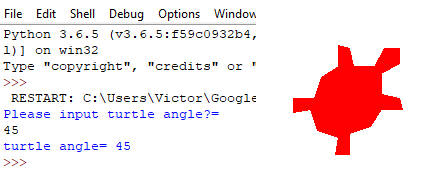 File Edit Shell Debug Options Window
Python 3.6.5 (v3.6.5:f59c0932b4,
l)] on win32
Type "copyright", "credits" or "
>>>
RESTART: C:\Users\Victor\Google
Please input turtle angle?=
45
turtle angle= 45
>>>